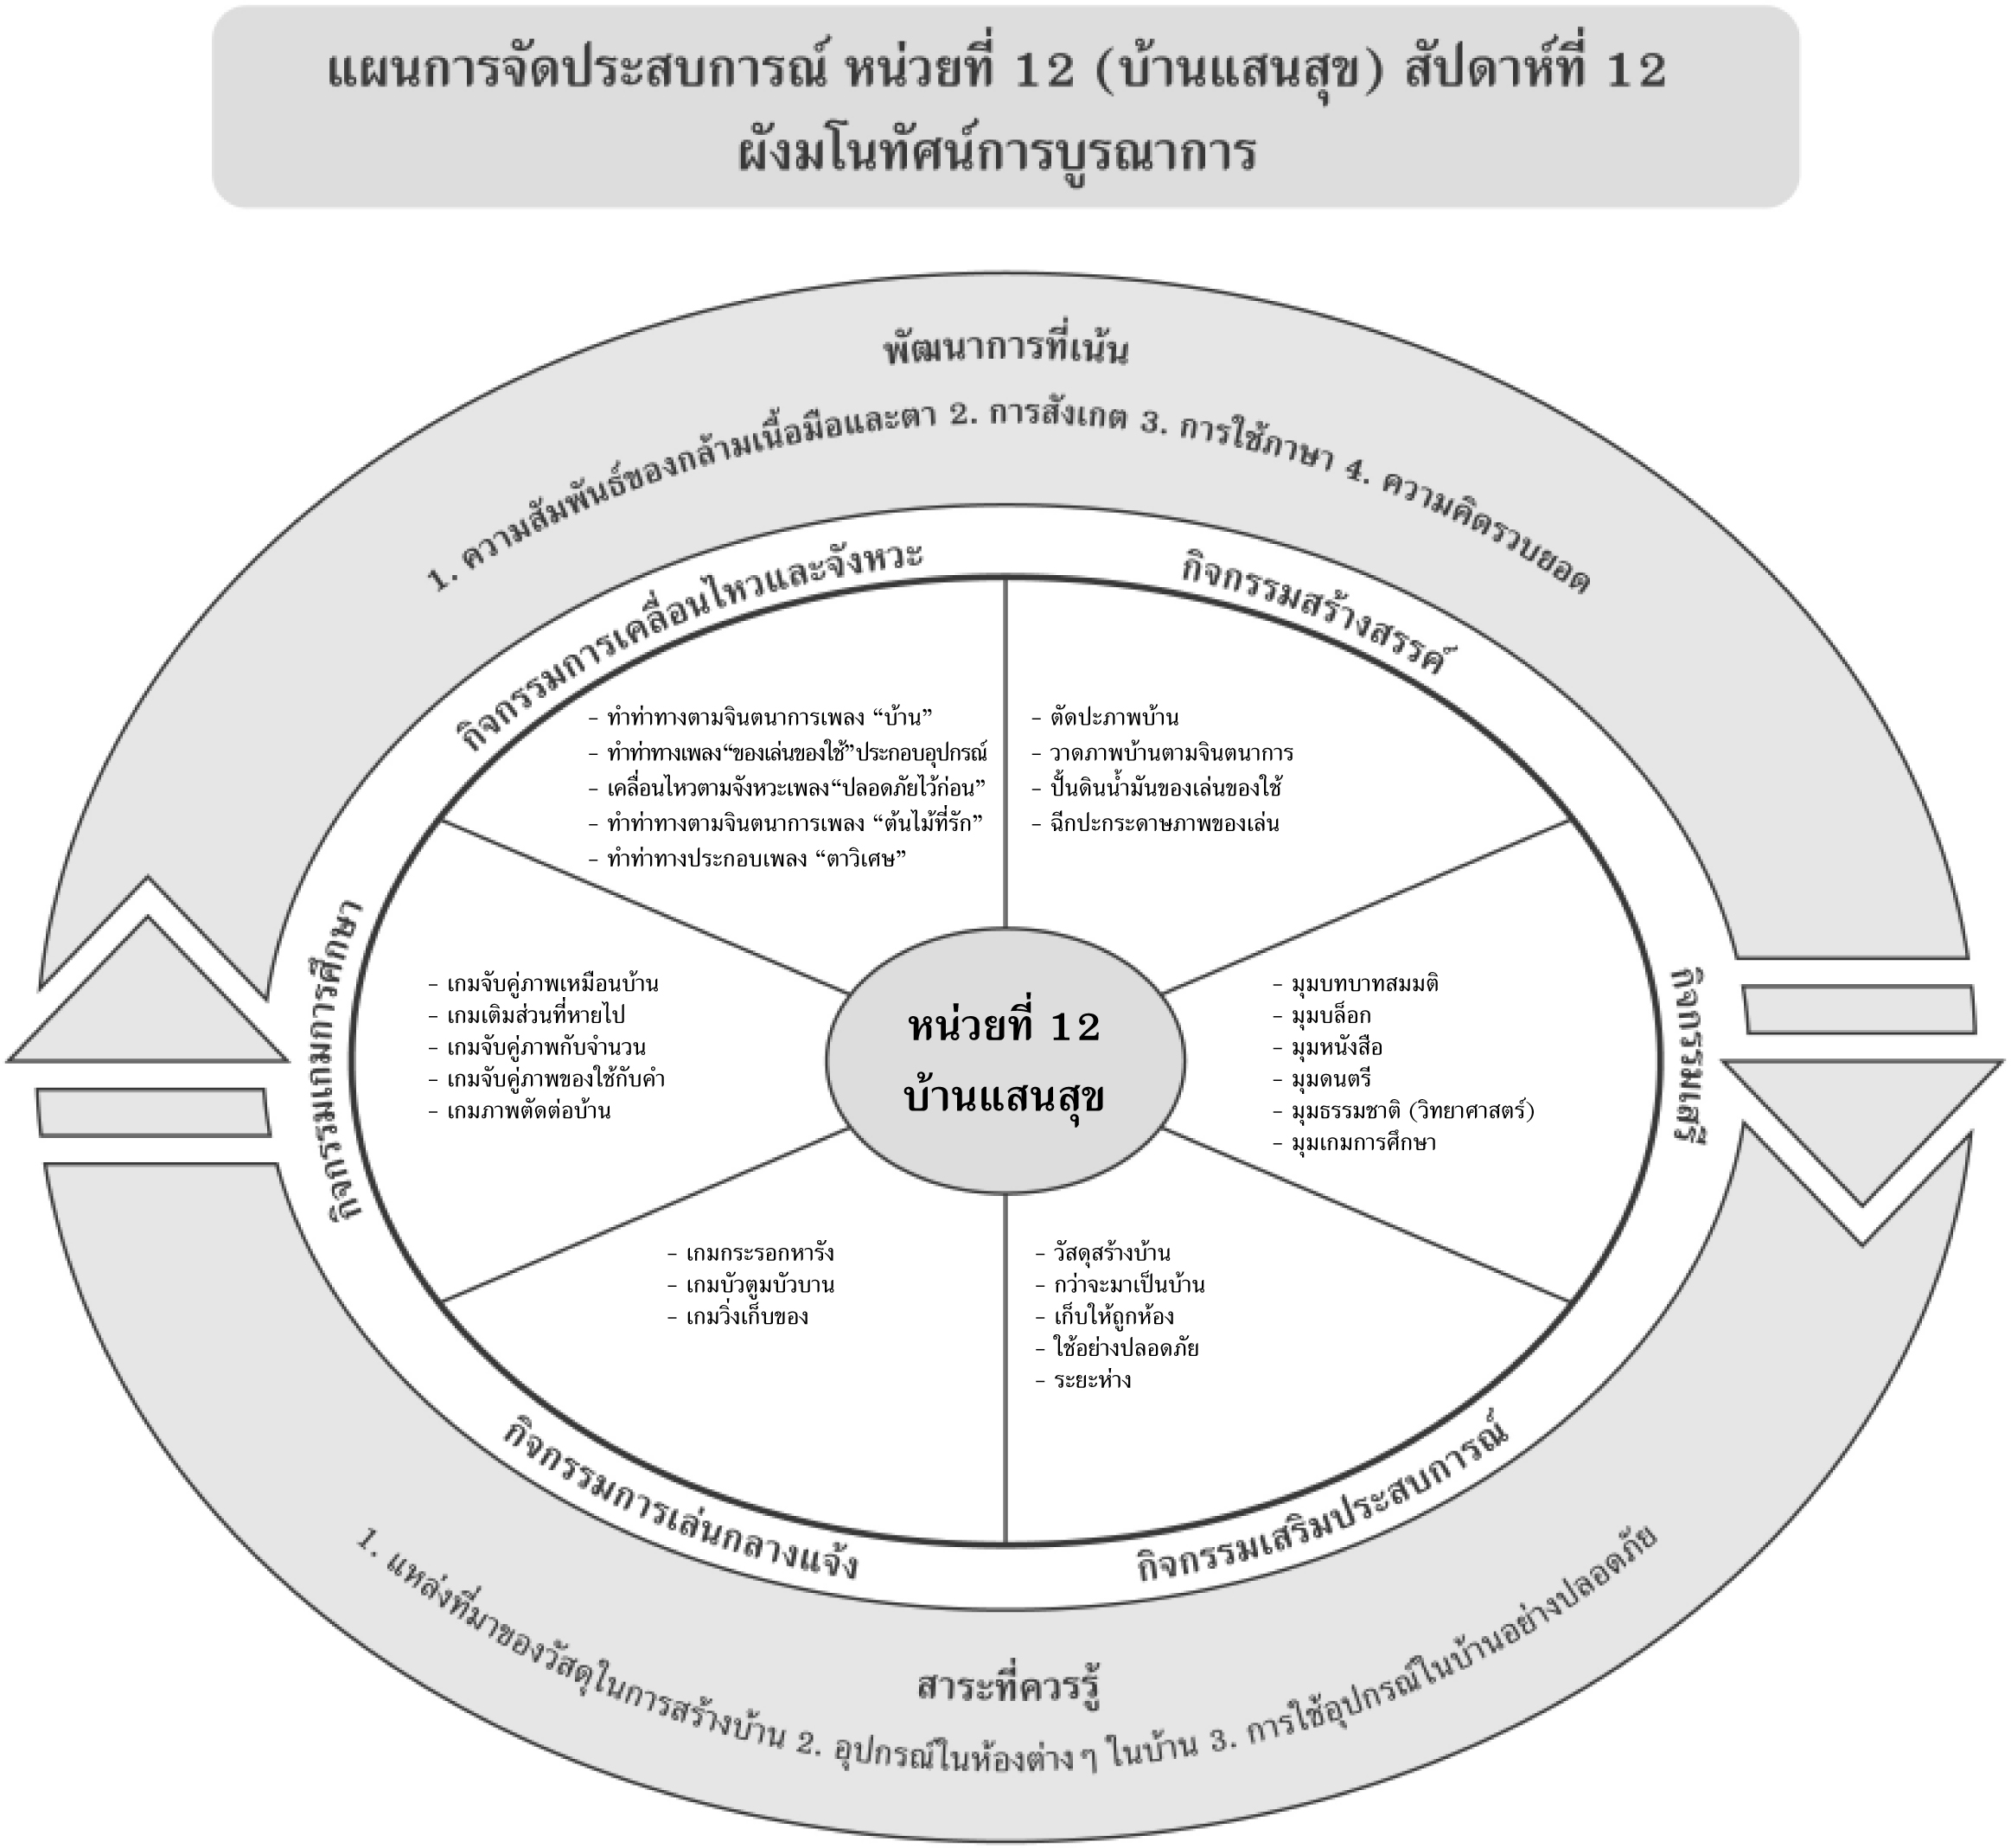 แผนการจัดประสบการณ์ หน่วยที่ 12 (บ้านแสนสุข) สัปดาห์ที่ 12
ผังมโนทัศน์การบูรณาการ
พัฒนาการที่เน้น
1. ความสัมพันธ์ของกล้ามเนื้อมือและตา 2. การสังเกต 3. การใช้ภาษา 4. ความคิดรวบยอด
กิจกรรมการเคลื่อนไหวและจังหวะ
- ทำท่าทางตามจินตนาการเพลง “บ้าน”
- ทำท่าทางเพลง“ของเล่นของใช้”ประกอบอุปกรณ์
- เคลื่อนไหวตามจังหวะเพลง“ปลอดภัยไว้ก่อน”
- ทำท่าทางตามจินตนาการเพลง “ต้นไม้ที่รัก”
- ทำท่าทางประกอบเพลง “ตาวิเศษ”
กิจกรรมสร้างสรรค์
- ตัดปะภาพบ้าน
- วาดภาพบ้านตามจินตนาการ
- ปั้นดินน้ำมันของเล่นของใช้
- ฉีกปะกระดาษภาพของเล่น
กิจกรรมเกมการศึกษา
- เกมจับคู่ภาพเหมือนบ้าน
- เกมเติมส่วนที่หายไป
- เกมจับคู่ภาพกับจำนวน
- เกมจับคู่ภาพของใช้กับคำ
- เกมภาพตัดต่อบ้าน
หน่วยที่ 12
บ้านแสนสุข
กิจกรรมเสรี
- มุมบทบาทสมมติ
- มุมบล็อก
- มุมหนังสือ
- มุมดนตรี
- มุมธรรมชาติ (วิทยาศาสตร์)
- มุมเกมการศึกษา
- เกมกระรอกหารัง
- เกมบัวตูมบัวบาน
- เกมวิ่งเก็บของ
กิจกรรมการเล่นกลางแจ้ง
- วัสดุสร้างบ้าน
- กว่าจะมาเป็นบ้าน
- เก็บให้ถูกห้อง
- ใช้อย่างปลอดภัย
- ระยะห่าง
กิจกรรมเสริมประสบการณ์
สาระที่ควรรู้
1. แหล่งที่มาของวัสดุในการสร้างบ้าน 2. อุปกรณ์ในห้องต่างๆ ในบ้าน 3. การใช้อุปกรณ์ในบ้านอย่างปลอดภัย